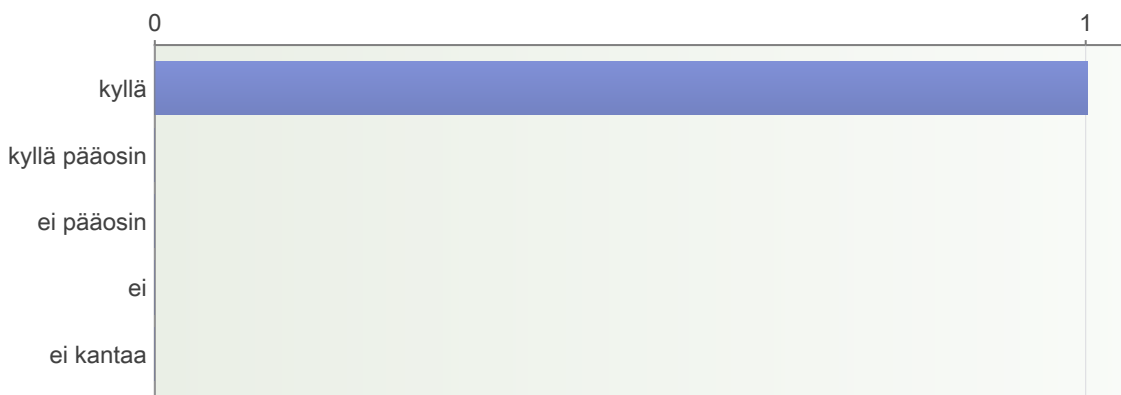 0 1
kyllä
kyllä pääosin
ei pääosin
ei
ei kantaa